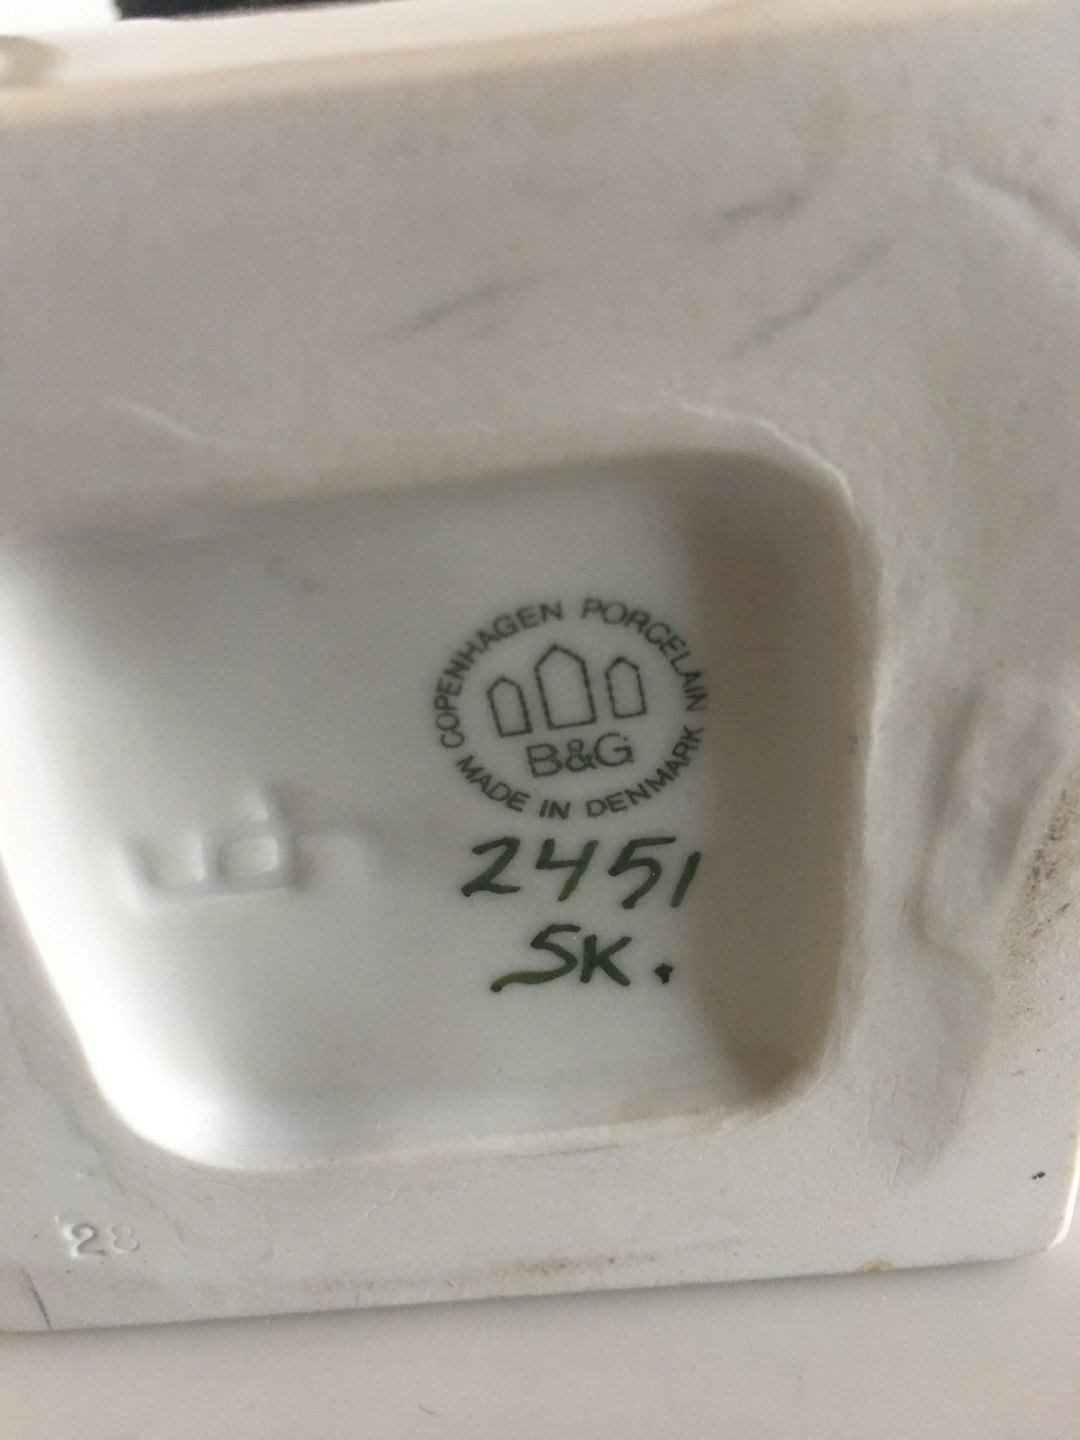 COPENHAGEN PORCELAIN
B&G
MADE IN DENMARK
2451
SK.
28